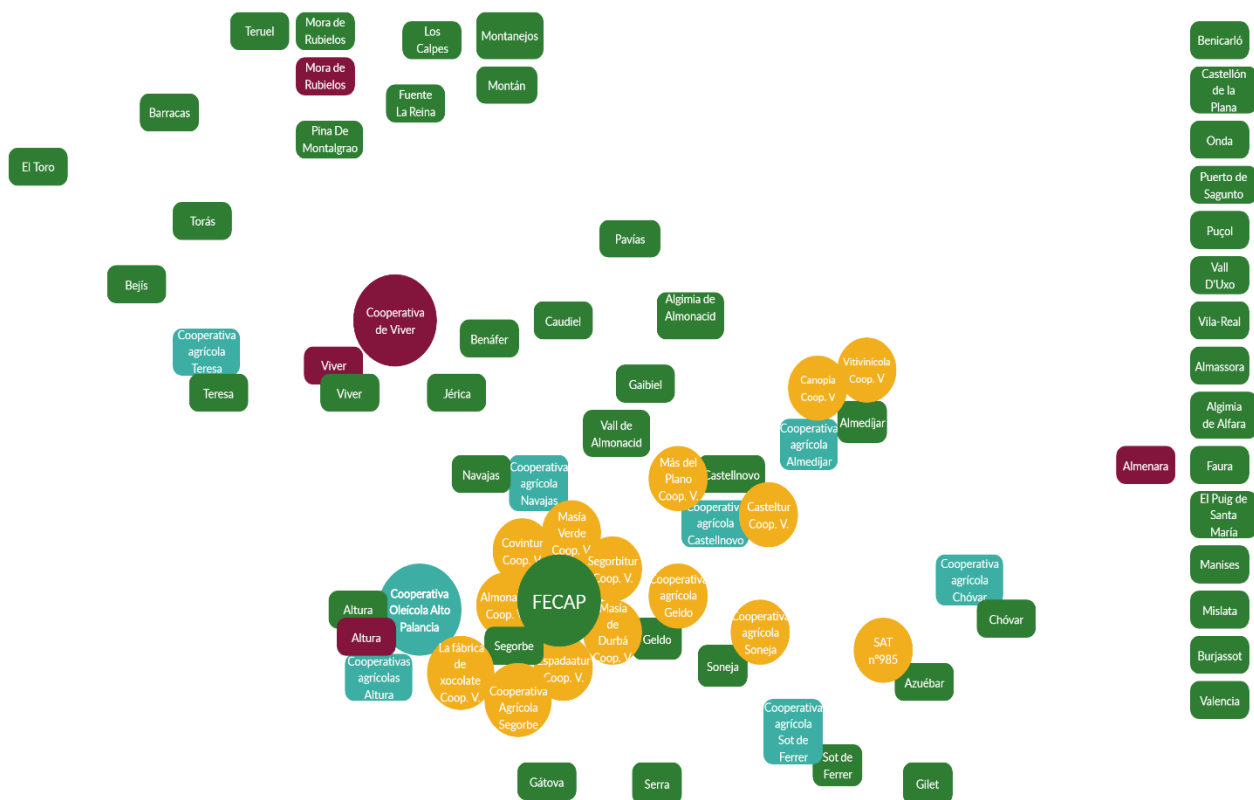 Teruel
Mora de
Rubielos
Los
Calpes
Montanejos
Mora de
Rubielos
Montán
Fuente
La Reina
Barracas
Pina De
Montalgrao
El Toro
Torás
Pavías
Bejís
Algimia de
Almonacid
Cooperativa
de Viver
Caudiel
Benáfer
Cooperativa
agrícola
Teresa
Teresa
Viver
Viver
Jérica
Gaibiel
Canopia
Coop. V
Vitivinícola
Coop. V
Almedíjar
Cooperativa
agrícola
Almedíjar
Vall de
Almonacid
Navajas
Cooperativa
agrícola
Navajas
Más del
Plano
Coop. V.
Castellnovo
Cooperativa
agrícola
Castellnovo
Casteltur
Coop. V.
Masía
Verde
Coop. V
Covintur
Coop. V
Segorbitur
Coop. V.
FECAP
Coop.
Masía
de
Durbá
Coop. V.
Cooperativa
agrícola
Geldo
Geldo
Cooperativa
Oleícola Alto
Palancia
Altura
Altura
Cooperativas
agrícolas
Altura
Segorbe
La fábrica
de
xocolate
Coop. V.
Cooperativa
Agrícola
Segorbe
Espadaatur
Coop. V.
Cooperativa
agrícola
Soneja
Soneja
SAT
nº985
Azuébar
Cooperativa
agrícola
Chóvar
Chóvar
Cooperativa
agrícola
Sot de
Ferrer
Sot de
Ferrer
Gátova
Serra
Gilet
Almenara
Benicarló
Castellón
de la
Plana
Onda
Puerto de
Sagunto
Puçol
Vall
D'Uxo
Vila-Real
Almassora
Algimia
de Alfara
Faura
El Puig de
Santa
María
Manises
Mislata
Burjassot
Valencia